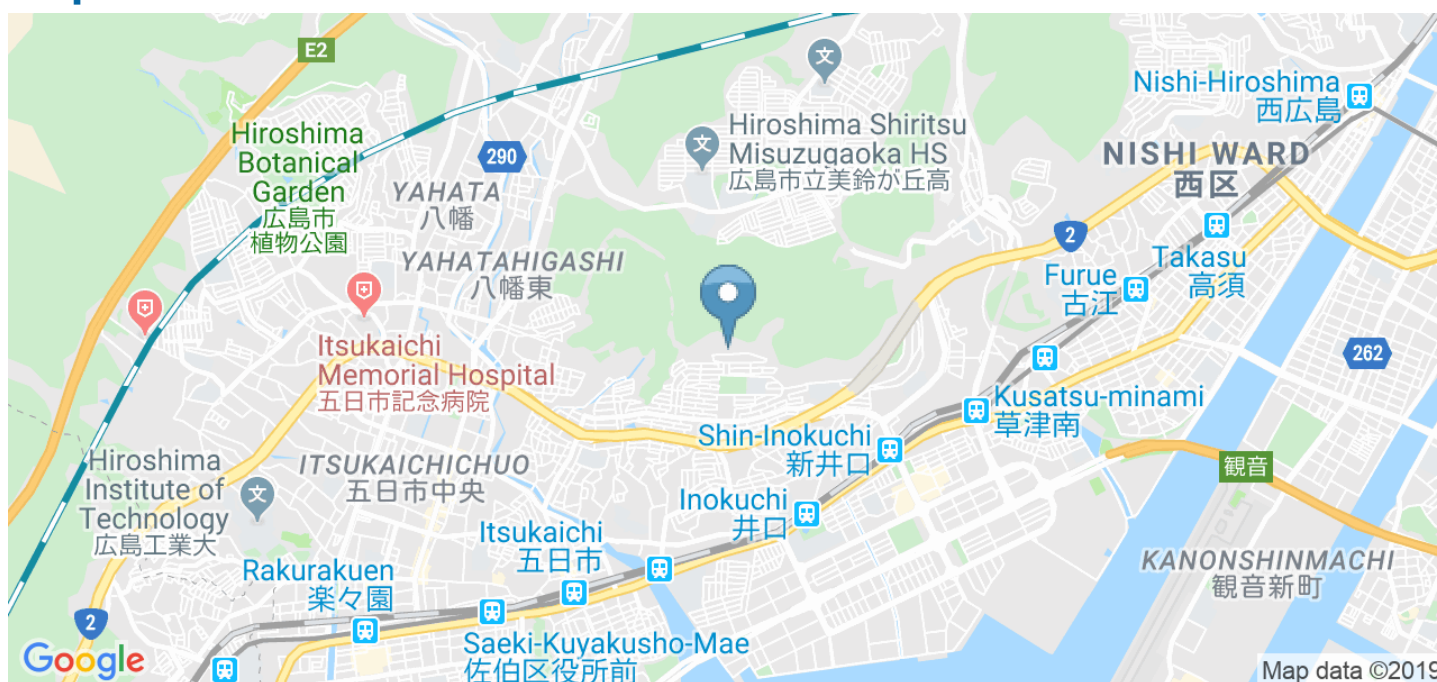 E2
Nishi-Hiroshima
西広島
Hiroshima
Botanical
Garden
広島市
植物公園
290
文
YAHATA
八幡
文
Hiroshima Shiritsu
Misuzugaoka HS
広島市立美鈴が丘高
NISHI WARD
西区
2
YAHATAHIGASHI
八幡東
Furue
古江
Takasu
高須
Itsukaichi
Memorial Hospital
五日市記念病院
262
Kusatsu-minami
草津南
Shin-Inokuchi
新井口
観音
Hiroshima
Institute of
Technology
広島工業大
文
ITSUKAICHICHUO
五日市中央
Inokuchi
井口
Itsukaichi
五日市
KANONSHINMACHI
観音新町
Rakurakuen
楽々園
2
Saeki-Kuyakusho-Mae
佐伯区役所前
Google
Map data ©2019